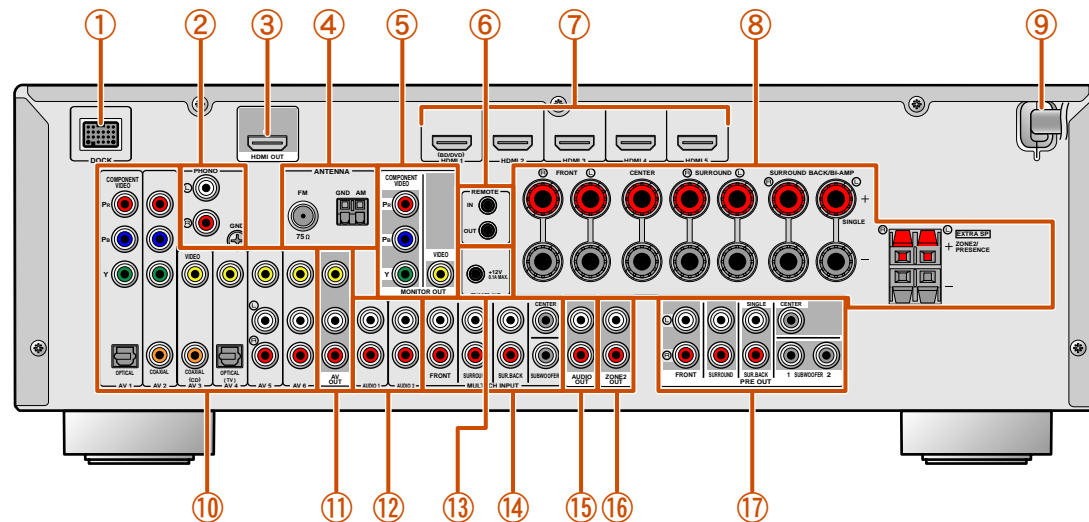 ① ② ③ ④ ⑤ ⑥ ⑦ ⑧ ⑨
DOCK
HDMI OUT
(BD/DVD)
HDMI 1 HDMI 2 HDMI 3 HDMI 4 HDMI 5
COMPONENT
VIDEO
PR
PB
Y
PHONO
L
R
GND
ANTENNA
FM
75Ω
GND AM
COMPONENT
VIDEO
PR
PB
Y
VIDEO
MONITOR OUT
REMOTE
IN
OUT
+12V
0.1A MAX.
R FRONT L
CENTER
R SURROUND L
SURROUND BACK/BI-AMP
R L
+
SINGLE
–
R L
EXTRA SP
ZONE2/
PRESENCE
+
–
VIDEO
L
R
OPTICAL
COAXIAL
COAXIAL
(CD)
OPTICAL
(TV)
AV 1 AV 2 AV 3 AV 4 AV 5 AV 6
AV
OUT
AUDIO 1 AUDIO 2
CENTER
FRONT SURROUND SUR.BACK SUBWOOFER
MULTI CH INPUT
AUDIO
OUT
ZONE2
OUT
L
R
SINGLE
CENTER
FRONT SURROUND SUR.BACK
1 SUBWOOFER 2
PRE OUT
⑩ ⑪ ⑫ ⑬ ⑭ ⑮ ⑯ ⑰